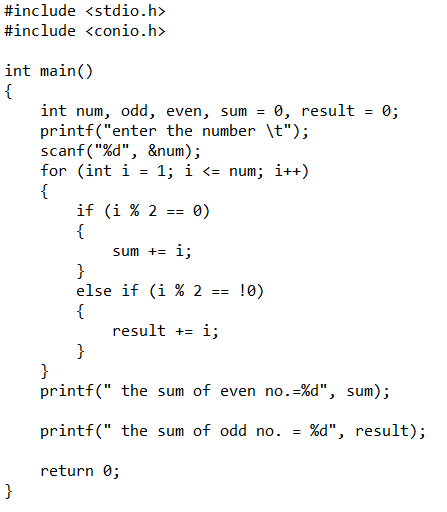 #include <stdio.h>
#include <conio.h>

int main()
{
    int num, odd, even, sum = 0, result = 0;
    printf("enter the number \t");
    scanf("%d", &num);
    for (int i = 1; i <= num; i++)
    {
        if (i % 2 == 0)
        {
            sum += i;
        }
        else if (i % 2 == !0)
        {
            result += i;
        }
    }
    printf(" the sum of even no.=%d", sum);

    printf(" the sum of odd no. = %d", result);

    return 0;
}